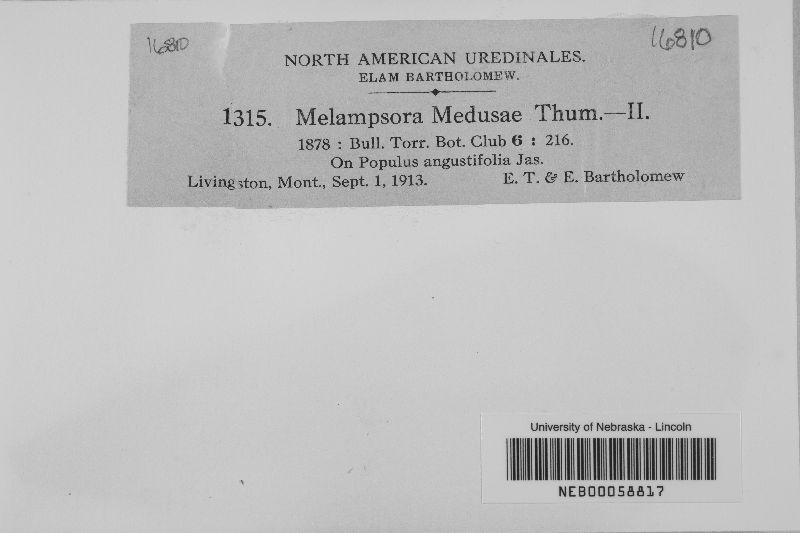 16810
16810
NORTH AMERICAN UREDINALES.
ELAM BARTHOLOMEW.
1315. Melampsora Medusae Thum.—II.
1878 : Bull. Torr. Bot. Club 6 : 216.
On Populus angustifolia Jas.
Livingston, Mont., Sept. 1, 1913. E. T. & E. Bartholomew
University of Nebraska - Lincoln
NEB00058817